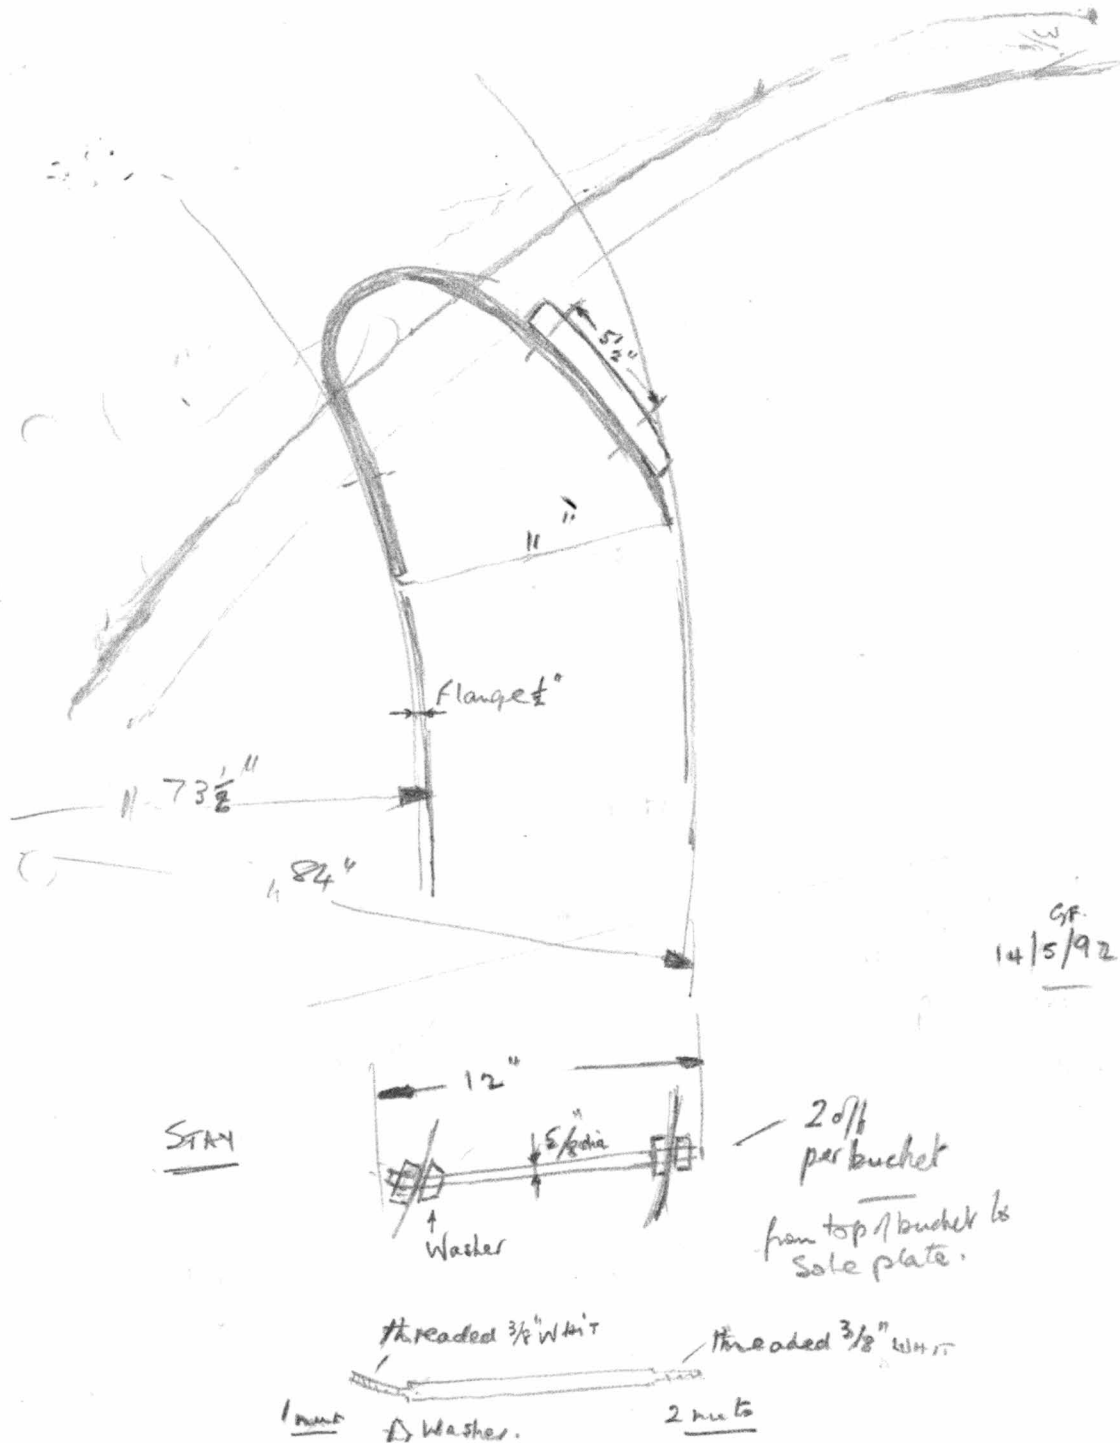 5½"
11"
Flange ½"
73½"
84"
GF.
14/5/92
12"
STAY
5/8" dia
2 off
per bucket
Washer
from top of bucket to
Sole plate.
threaded 3/8" WHIT
threaded 3/8" WHIT
1 nut
Washer.
2 nuts